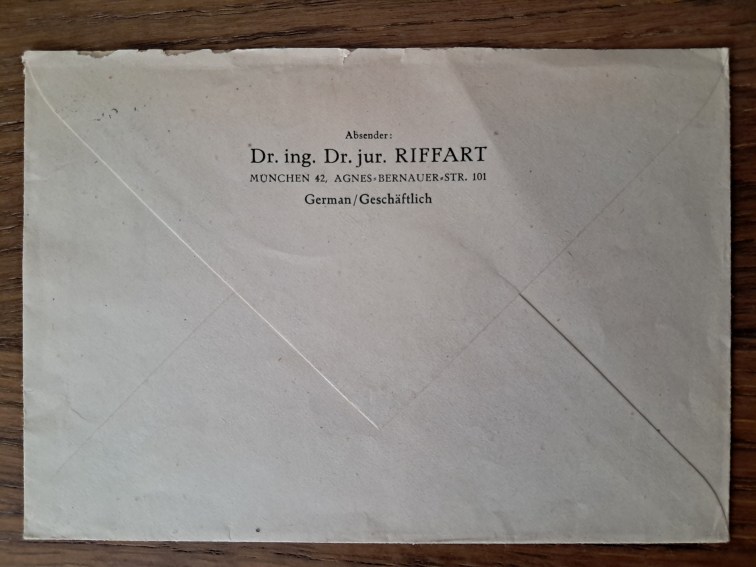 Absender:
Dr. ing. Dr. jur. RIFFART
MÜNCHEN 42, AGNES-BERNAUER-STR. 101
German/Geschäftlich